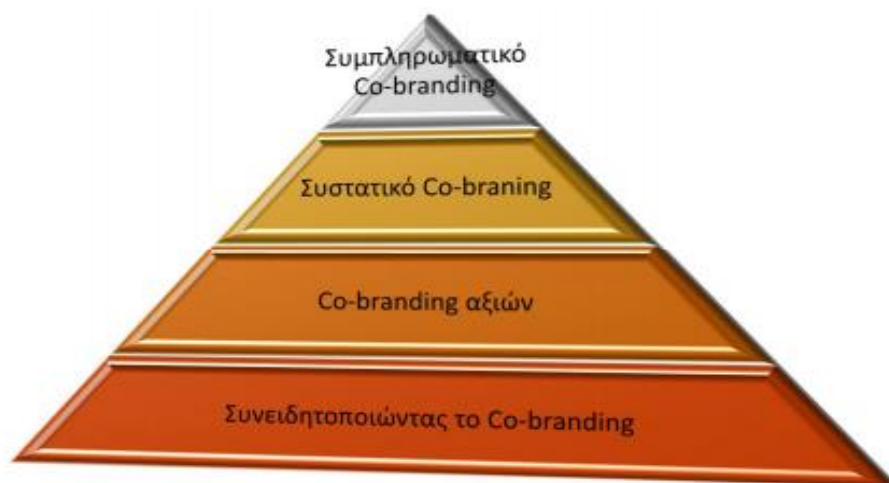 Συμπληρωματικό
Co-branding
Συστατικό Co-braning
Co-branding αξιών
Συνειδητοποιώντας το Co-branding